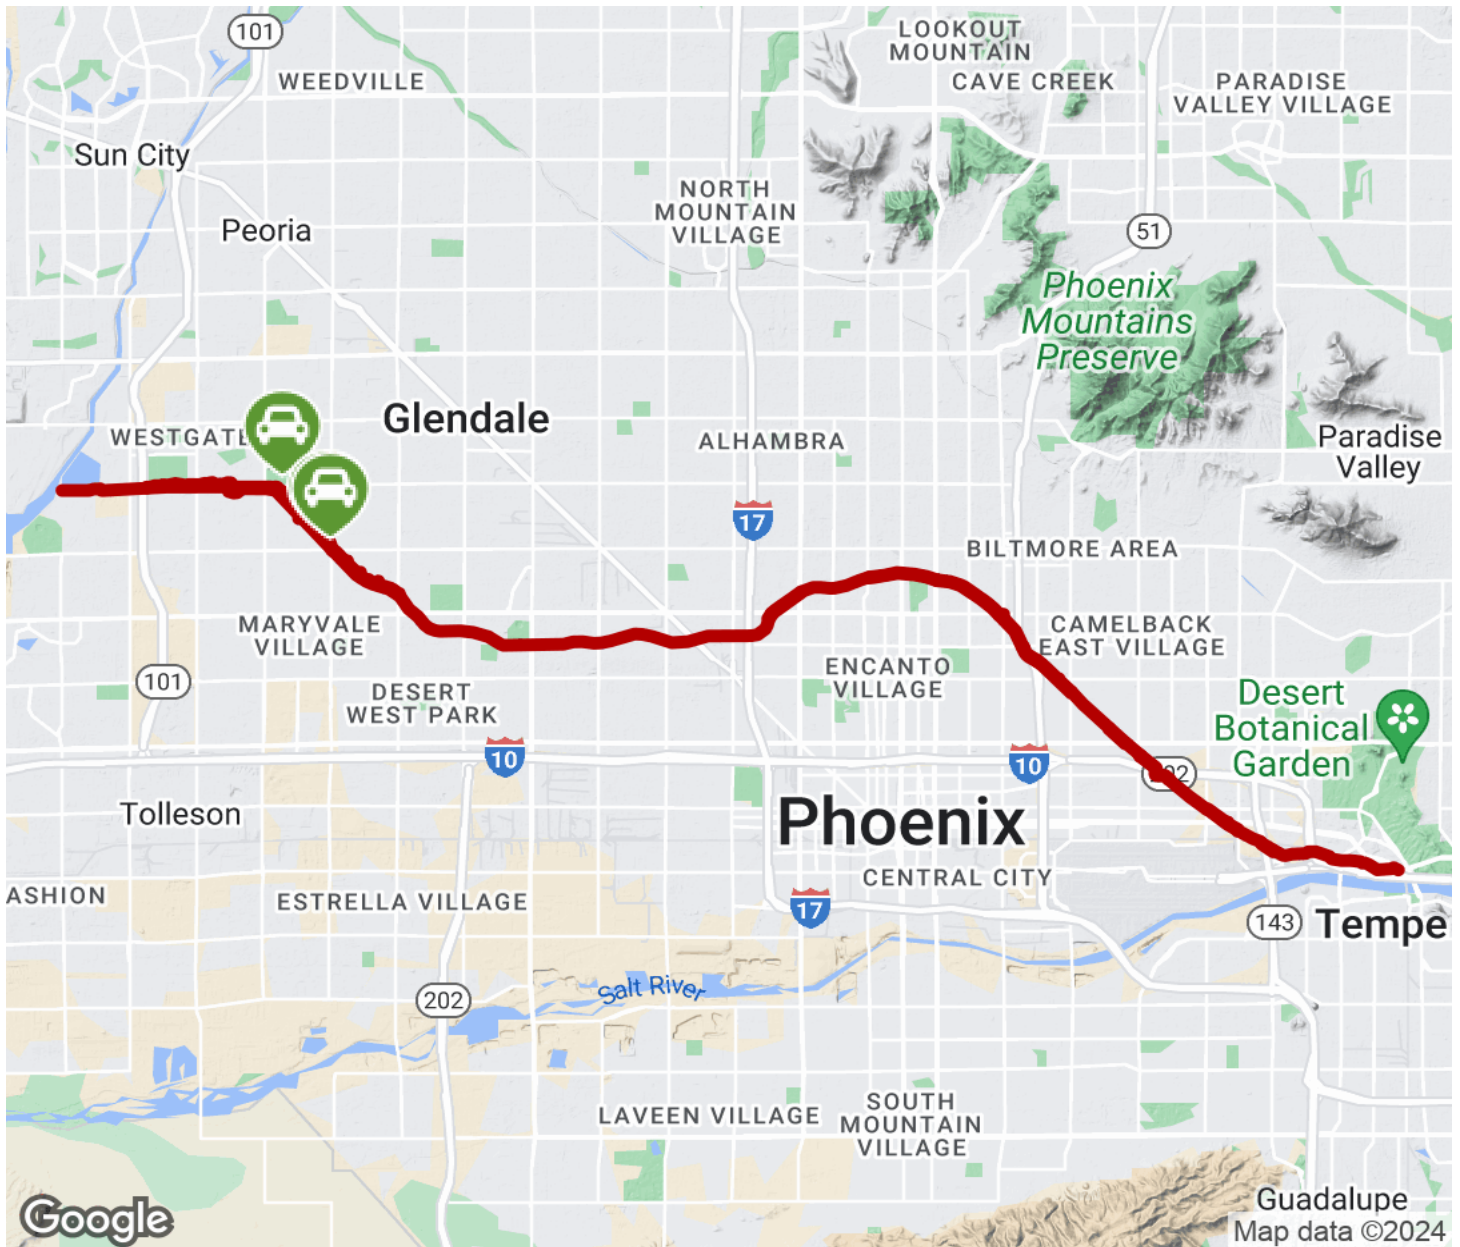 101
LOOKOUT
MOUNTAIN
WEEDVILLE
CAVE CREEK
PARADISE
VALLEY VILLAGE
Sun City
NORTH
MOUNTAIN
VILLAGE
Peoria
51
Phoenix
Mountains
Preserve
Glendale
WESTGATE
ALHAMBRA
Paradise
Valley
17
BILTMORE AREA
MARYVALE
VILLAGE
CAMELBACK
EAST VILLAGE
ENCANTO
VILLAGE
101
DESERT
WEST PARK
Desert
Botanical
Garden
10
10
202
Tolleson
Phoenix
CENTRAL CITY
ASHION
ESTRELLA VILLAGE
17
143
Tempe
Salt River
202
LAVEEN VILLAGE
SOUTH
MOUNTAIN
VILLAGE
Guadalupe
Google
Map data ©2024